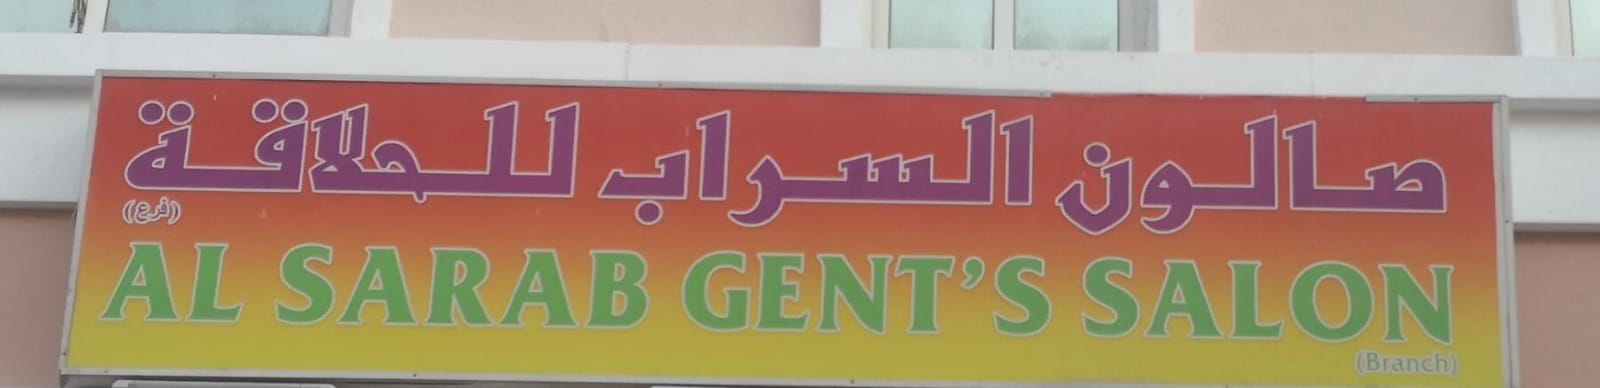 صالون السراب للحلاقة
(فرع)
AL SARAB GENT'S SALON
(Branch)